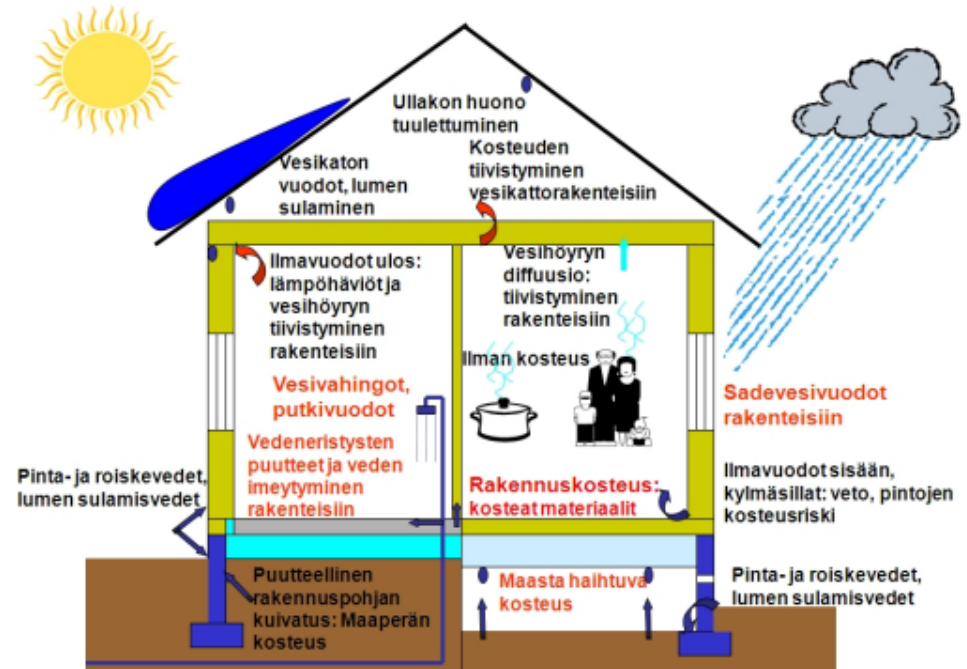 Ullakon huono
tuulettuminen
Kosteuden
tiivistyminen
vesikattorakenteisiin
Vesikaton
vuodot, lumen
sulaminen
Ilmavuodot ulos:
lämpöhäviöt ja
vesihöyryn
tiivistyminen
rakenteisiin
Vesihöyryn
diffuusio:
tiivistyminen
rakenteisiin
Ilman kosteus
Vesivahingot,
putkivuodot
Sadevesivuodot
rakenteisiin
Vedeneristysten
puutteet ja veden
imeytyminen
rakenteisiin
Rakennuskosteus:
kosteat materiaalit
Pinta- ja roiskevedet,
lumen sulamisvedet
Ilmavuodot sisään,
kylmäsillat: veto, pintojen
kosteusriski
Puutteellinen
rakennuspohjan
kuivatus: Maaperän
kosteus
Maasta haihtuva
kosteus
Pinta- ja roiskevedet,
lumen sulamisvedet